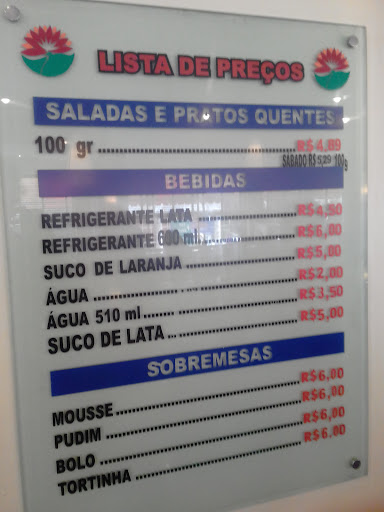 LISTA DE PREÇOS
SALADAS E PRATOS QUENTES
100 gr ........ R$ 4,89
SABADO R$ 5,29 100g
BEBIDAS
REFRIGERANTE LATA ........ R$ 4,50
REFRIGERANTE 600 ml ........ R$ 6,00
SUCO DE LARANJA ........ R$ 5,00
ÁGUA ........ R$ 2,00
ÁGUA 510 ml ........ R$ 3,50
SUCO DE LATA ........ R$ 5,00
SOBREMESAS
MOUSSE ........ R$ 6,00
PUDIM ........ R$ 6,00
BOLO ........ R$ 6,00
TORTINHA ........ R$ 6,00